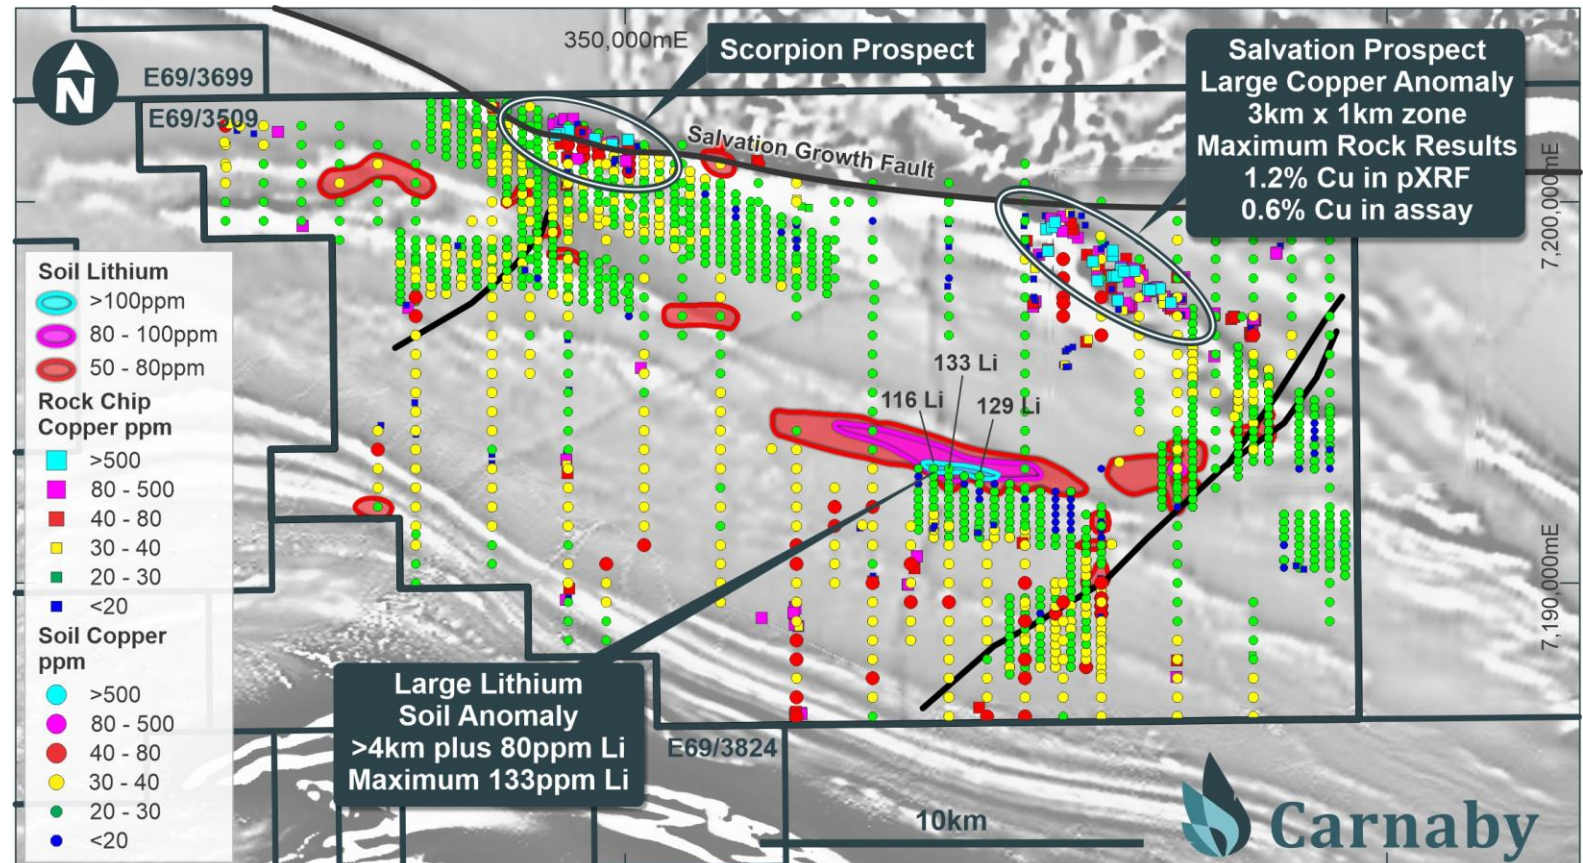 350,000mE
Scorpion Prospect
Salvation Prospect
Large Copper Anomaly
3km x 1km zone
Maximum Rock Results
1.2% Cu in pXRF
0.6% Cu in assay
N
E69/3699
E69/3509
Salvation Growth Fault
7,200,000mE
Soil Lithium
>100ppm
80 - 100ppm
50 - 80ppm
Rock Chip
Copper ppm
>500
80 - 500
40 - 80
30 - 40
20 - 30
<20
Soil Copper
ppm
>500
80 - 500
40 - 80
30 - 40
20 - 30
<20
133 Li
116 Li
129 Li
7,190,000mE
Large Lithium
Soil Anomaly
>4km plus 80ppm Li
Maximum 133ppm Li
E69/3824
10km
Carnaby